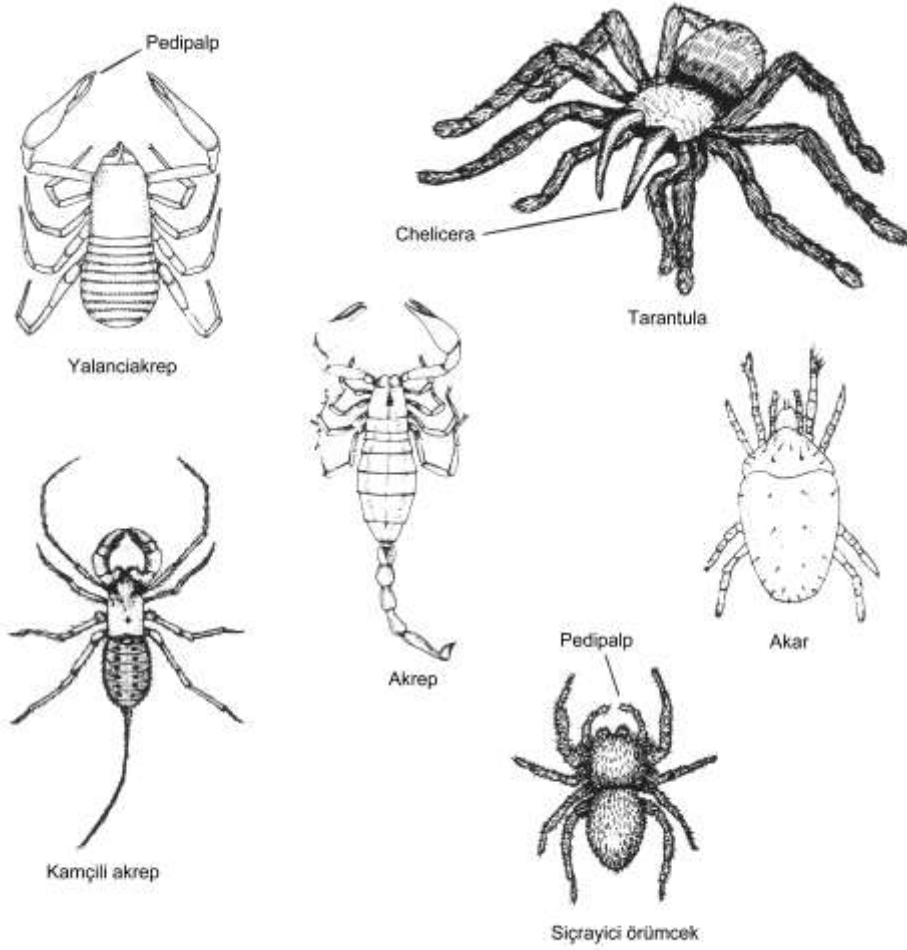 Pedipalp
Chelicera
Tarantula
Yalanciakrep
Akrep
Akar
Pedipalp
Kamçili akrep
Siçrayici örümcek